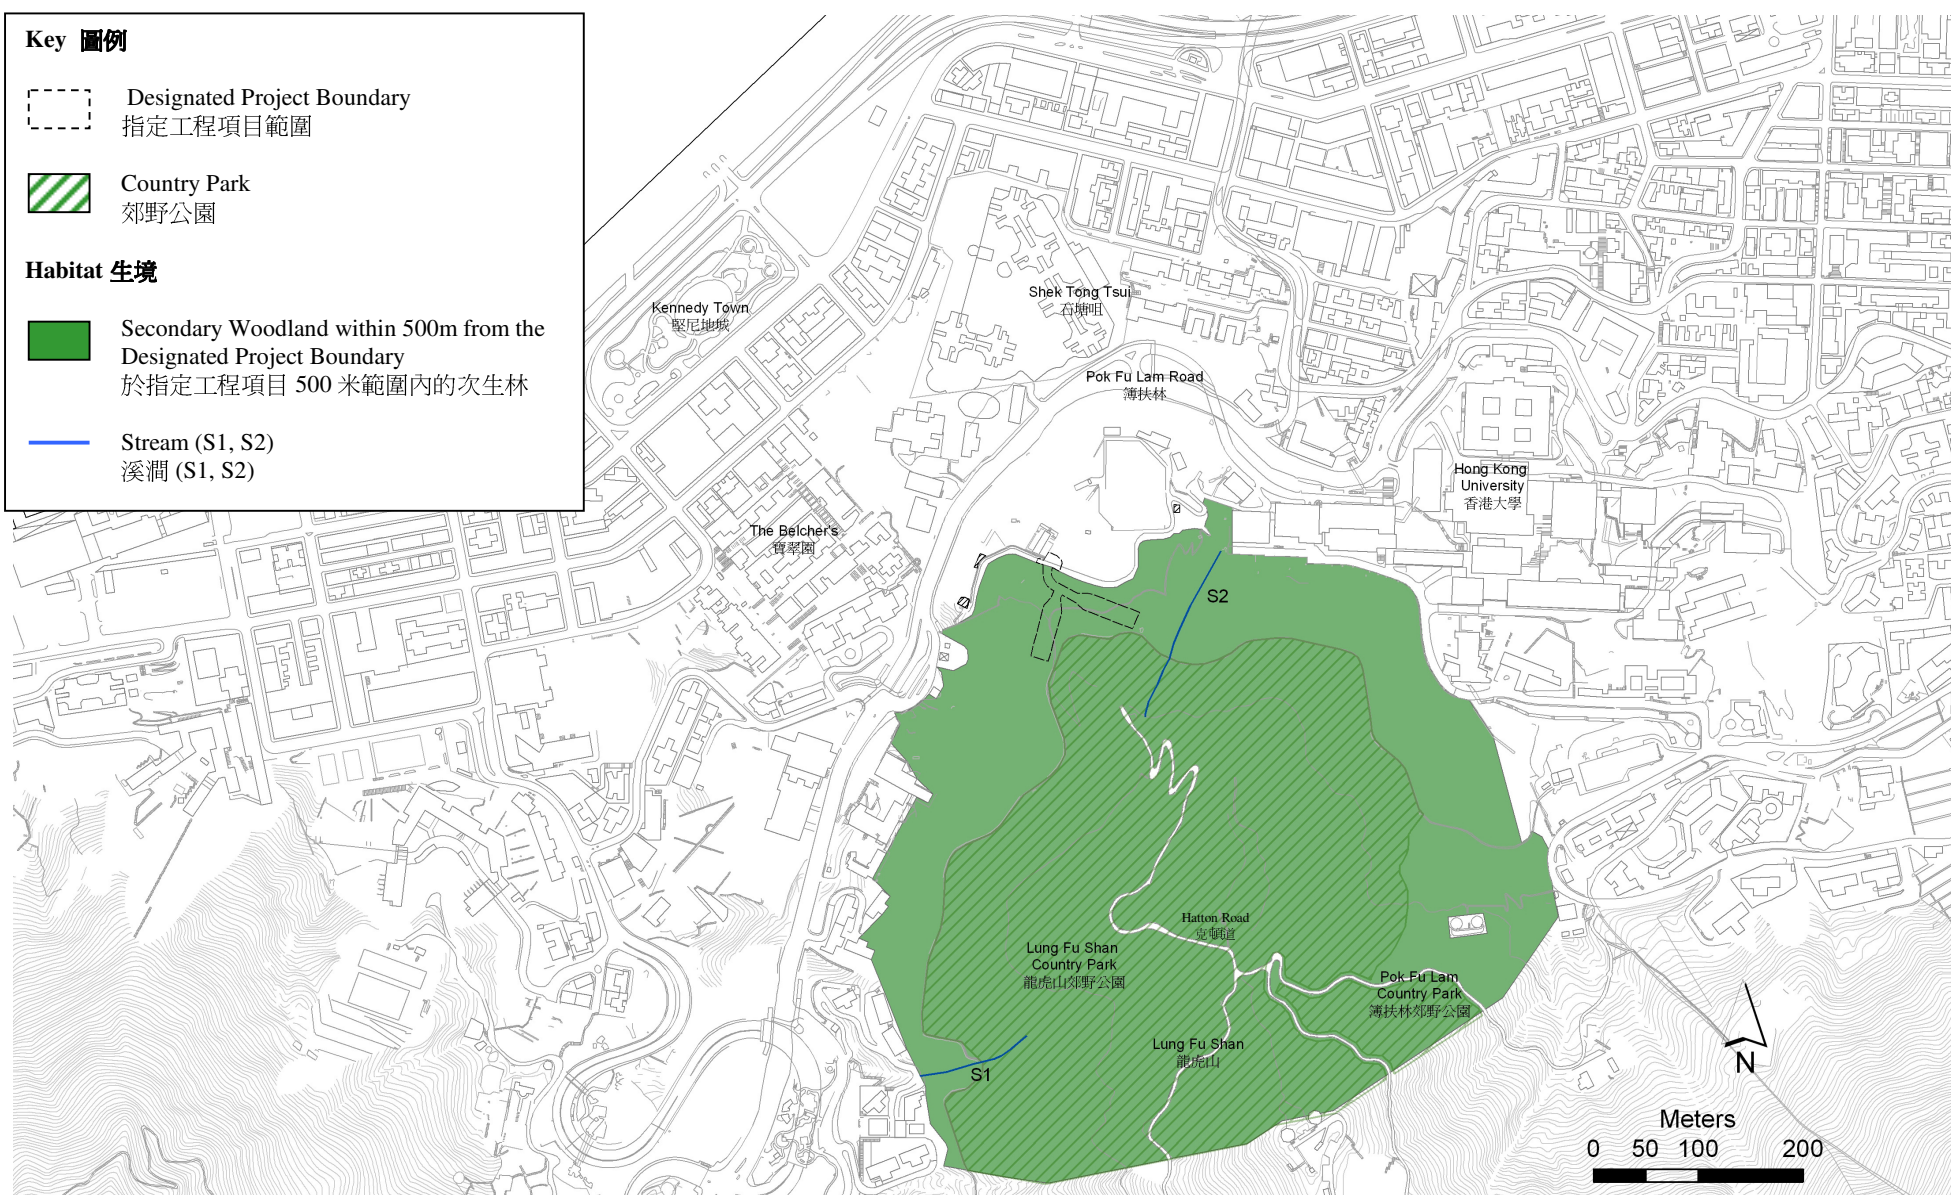 Key 圖例
Designated Project Boundary
指定工程項目範圍
Country Park
郊野公園
Habitat 生境
Secondary Woodland within 500m from the
Designated Project Boundary
於指定工程項目 500 米範圍內的次生林
Stream (S1, S2)
溪澗 (S1, S2)
Kennedy Town
堅尼地城
Shek Tong Tsui
石塘咀
Pok Fu Lam Road
薄扶林
Hong Kong
University
香港大學
The Belcher's
寶翠園
S2
Hatton Road
克頓道
Lung Fu Shan
Country Park
龍虎山郊野公園
Pok Fu Lam
Country Park
薄扶林郊野公園
Lung Fu Shan
龍虎山
S1
N
Meters
0 50 100 200